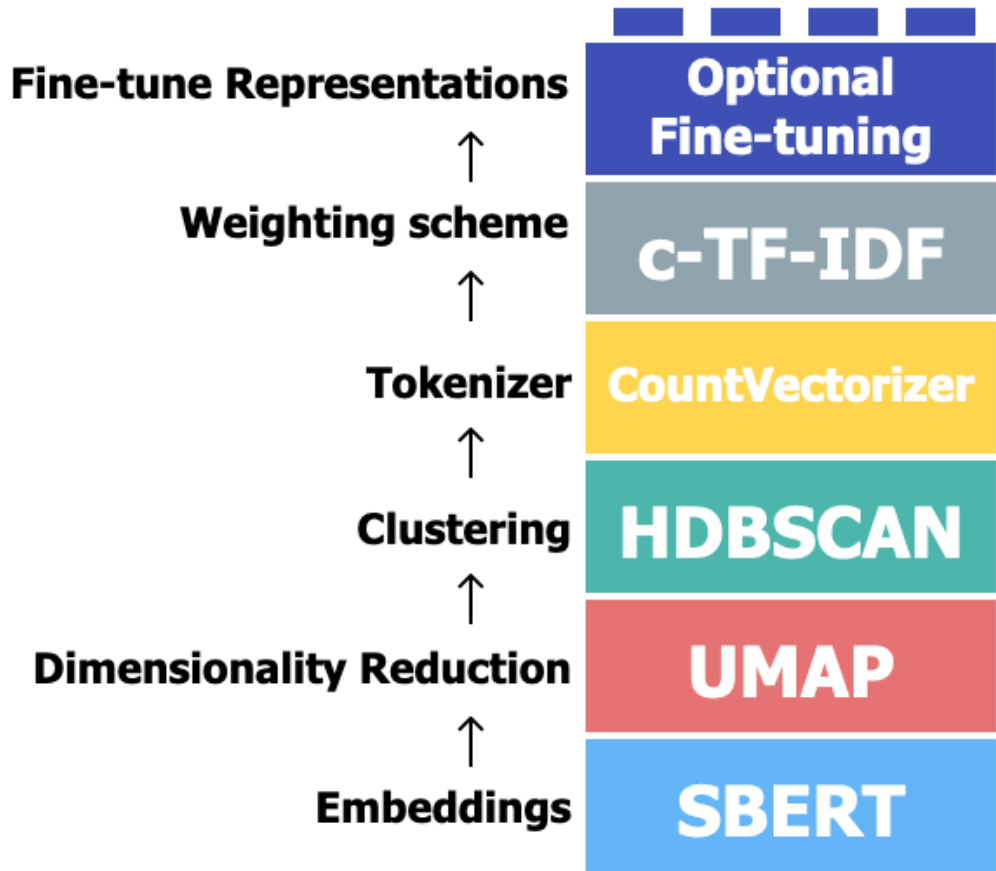 Fine-tune Representations
Optional
Fine-tuning
Weighting scheme
c-TF-IDF
Tokenizer
CountVectorizer
Clustering
HDBSCAN
Dimensionality Reduction
UMAP
Embeddings
SBERT